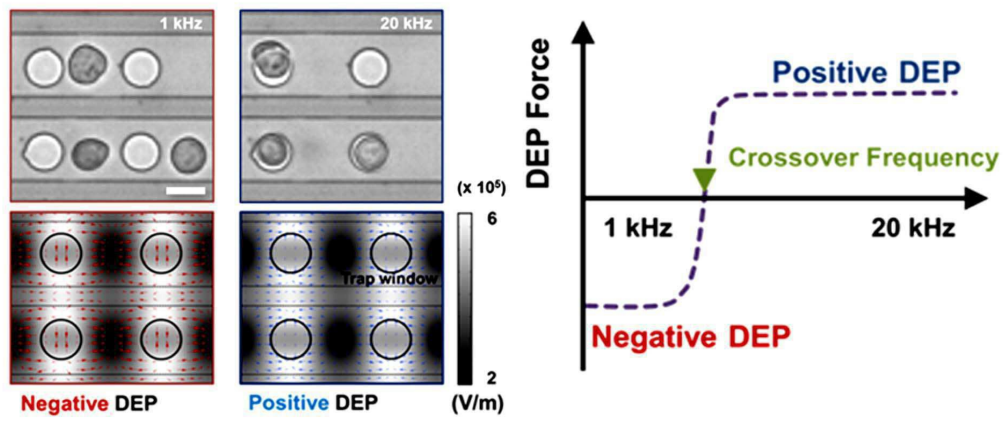 1 kHz
20 kHz
Trap window
(x 10⁵)
6
2
(V/m)
Negative DEP
Positive DEP
DEP Force
Positive DEP
Crossover Frequency
1 kHz
20 kHz
Negative DEP